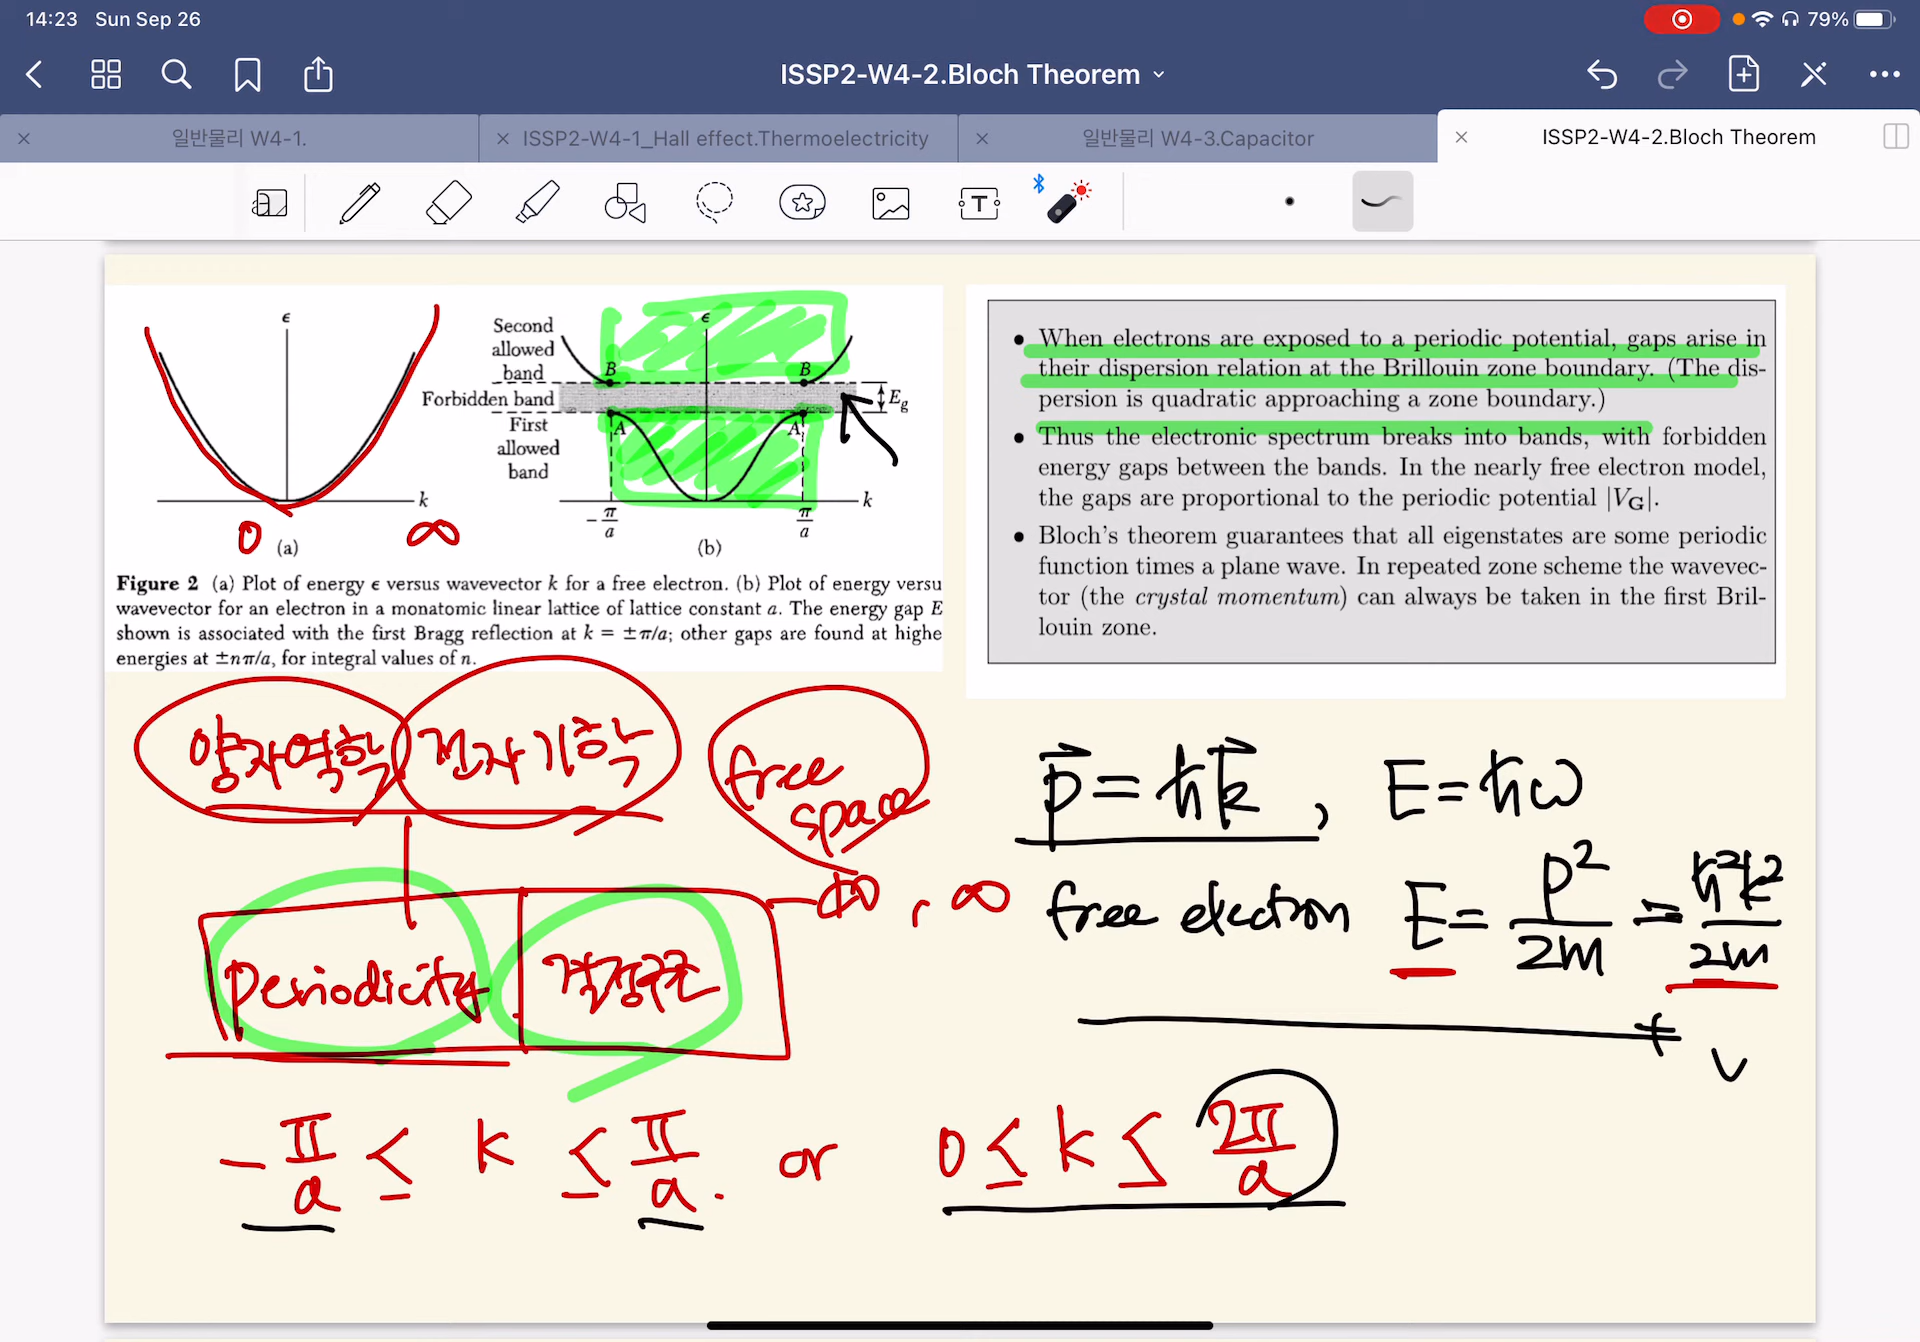 14:23 Sun Sep 26
79%
ISSP2-W4-2.Bloch Theorem
일반물리 W4-1.
ISSP2-W4-1_Hall effect.Thermoelectricity
일반물리 W4-3.Capacitor
ISSP2-W4-2.Bloch Theorem
T
ϵ
k
0
∞
(a)
Second
allowed
band
Forbidden band
First
allowed
band
ϵ
B
B
E_g
A
A
k
-π/a
π/a
(b)
Figure 2 (a) Plot of energy ϵ versus wavevector k for a free electron. (b) Plot of energy versu
wavevector for an electron in a monatomic linear lattice of lattice constant a. The energy gap E
shown is associated with the first Bragg reflection at k = ±π/a; other gaps are found at highe
energies at ±nπ/a, for integral values of n.
• When electrons are exposed to a periodic potential, gaps arise in
their dispersion relation at the Brillouin zone boundary. (The dis-
persion is quadratic approaching a zone boundary.)
• Thus the electronic spectrum breaks into bands, with forbidden
energy gaps between the bands. In the nearly free electron model,
the gaps are proportional to the periodic potential |V_G|.
• Bloch's theorem guarantees that all eigenstates are some periodic
function times a plane wave. In repeated zone scheme the wavevec-
tor (the crystal momentum) can always be taken in the first Bril-
louin zone.
양자역학 전자기학
free
space
p⃗ = ħk⃗ , E = ħω
, ∞
free electron E = p²/2m = ħ²k²/2m
Periodicity 결정구조
+
V
-π/a ≤ k ≤ π/a . or 0 ≤ k ≤ 2π/a